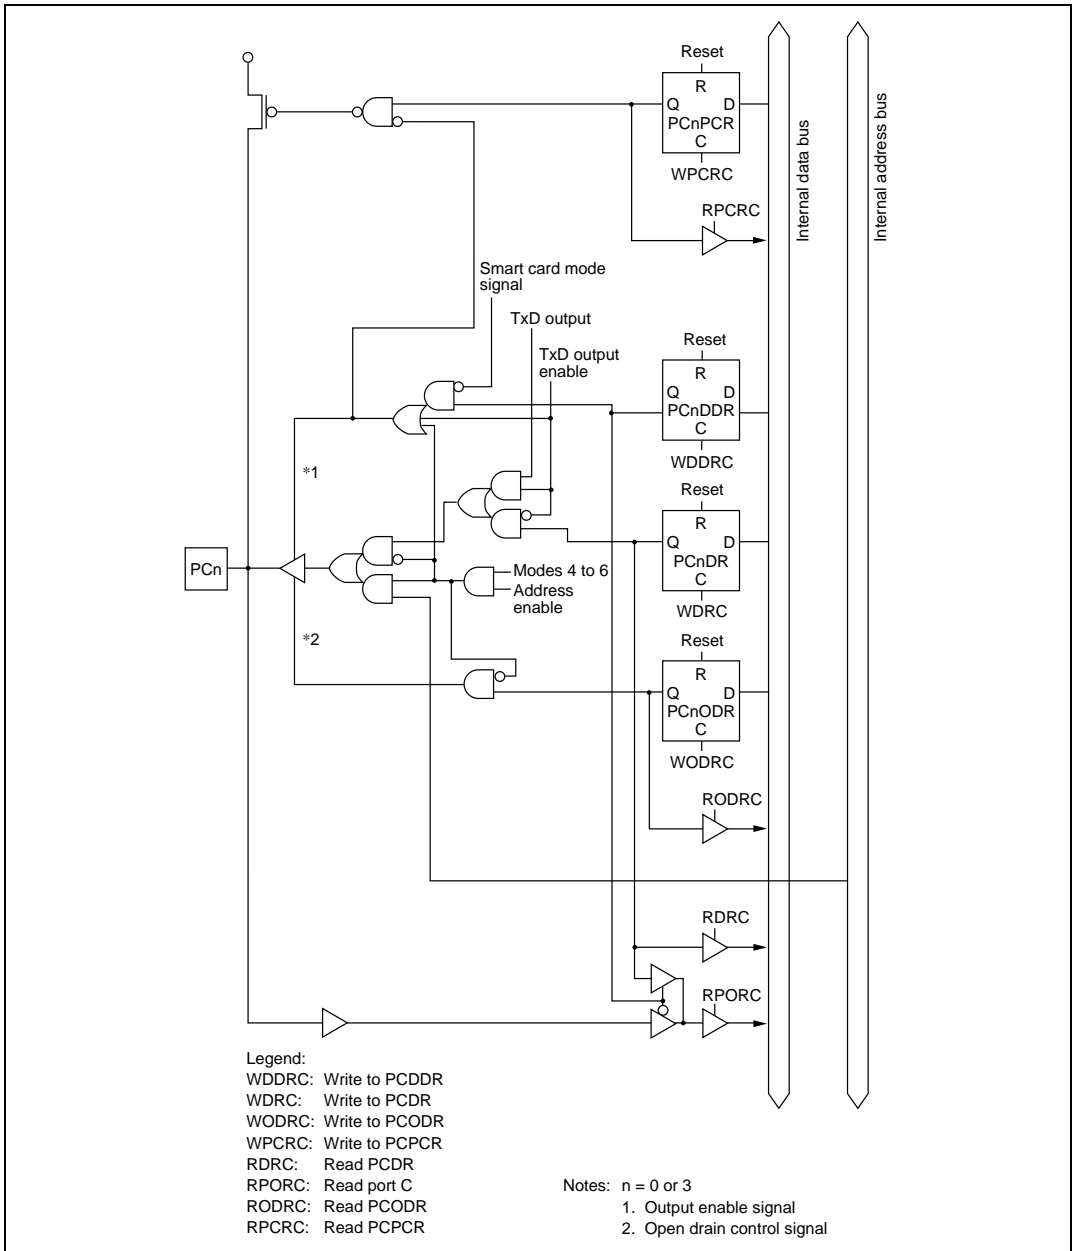 Reset
R
Q D
PCnPCR
C
WPCRC
RPCRC
Internal data bus
Internal address bus
Smart card mode
signal
TxD output
TxD output
enable
Reset
R
Q D
PCnDDR
C
WDDRC
*1
Reset
R
Q D
PCnDR
C
WDRC
PCn
Modes 4 to 6
Address
enable
*2
Reset
R
Q D
PCnODR
C
WODRC
RODRC
RDRC
RPORC
Legend:
WDDRC: Write to PCDDR
WDRC: Write to PCDR
WODRC: Write to PCODR
WPCRC: Write to PCPCR
RDRC: Read PCDR
RPORC: Read port C
RODRC: Read PCODR
RPCRC: Read PCPCR
Notes: n = 0 or 3
1. Output enable signal
2. Open drain control signal